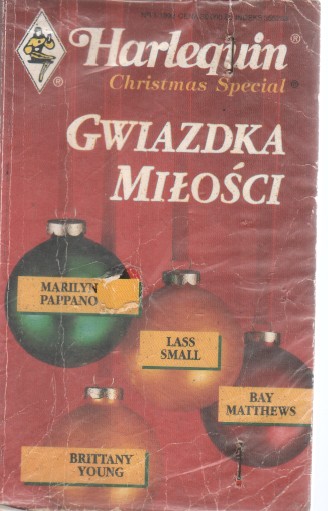 Harlequin®
Christmas Special
®
GWIAZDKA
MIŁOŚCI
MARILYN
PAPPANO
LASS
SMALL
BAY
MATTHEWS
BRITTANY
YOUNG